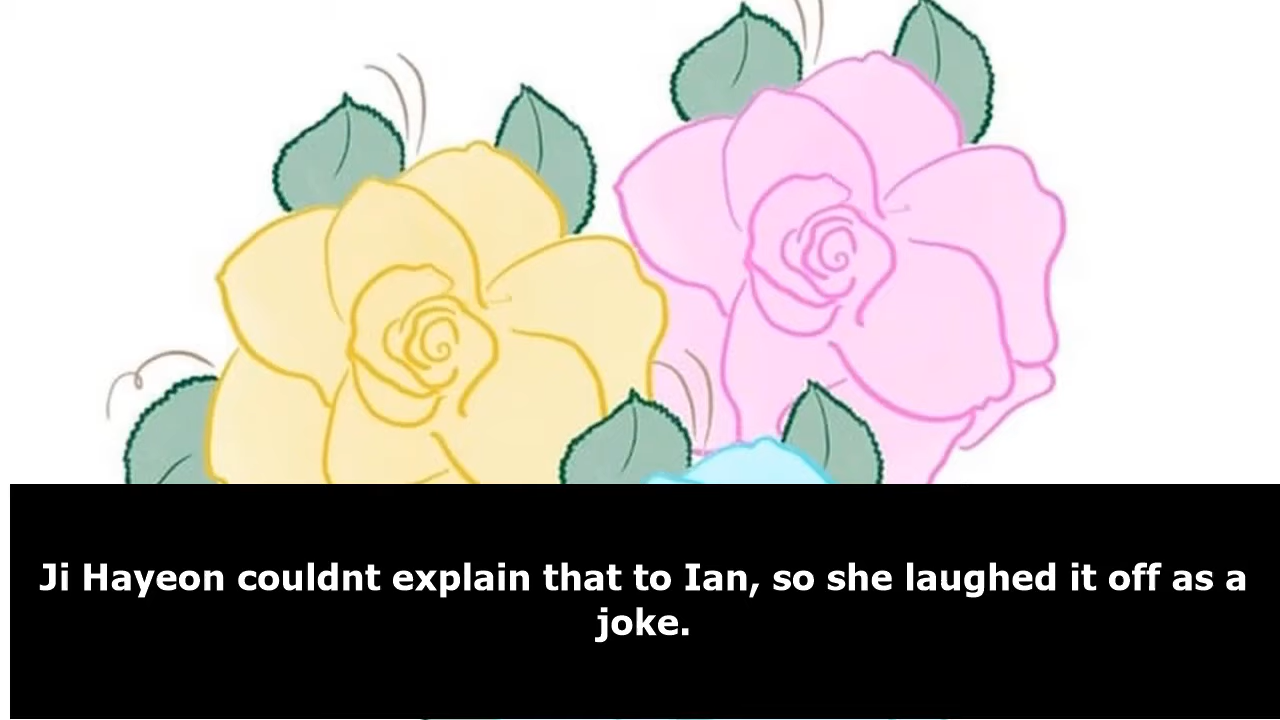 Ji Hayeon couldnt explain that to Ian, so she laughed it off as a
joke.